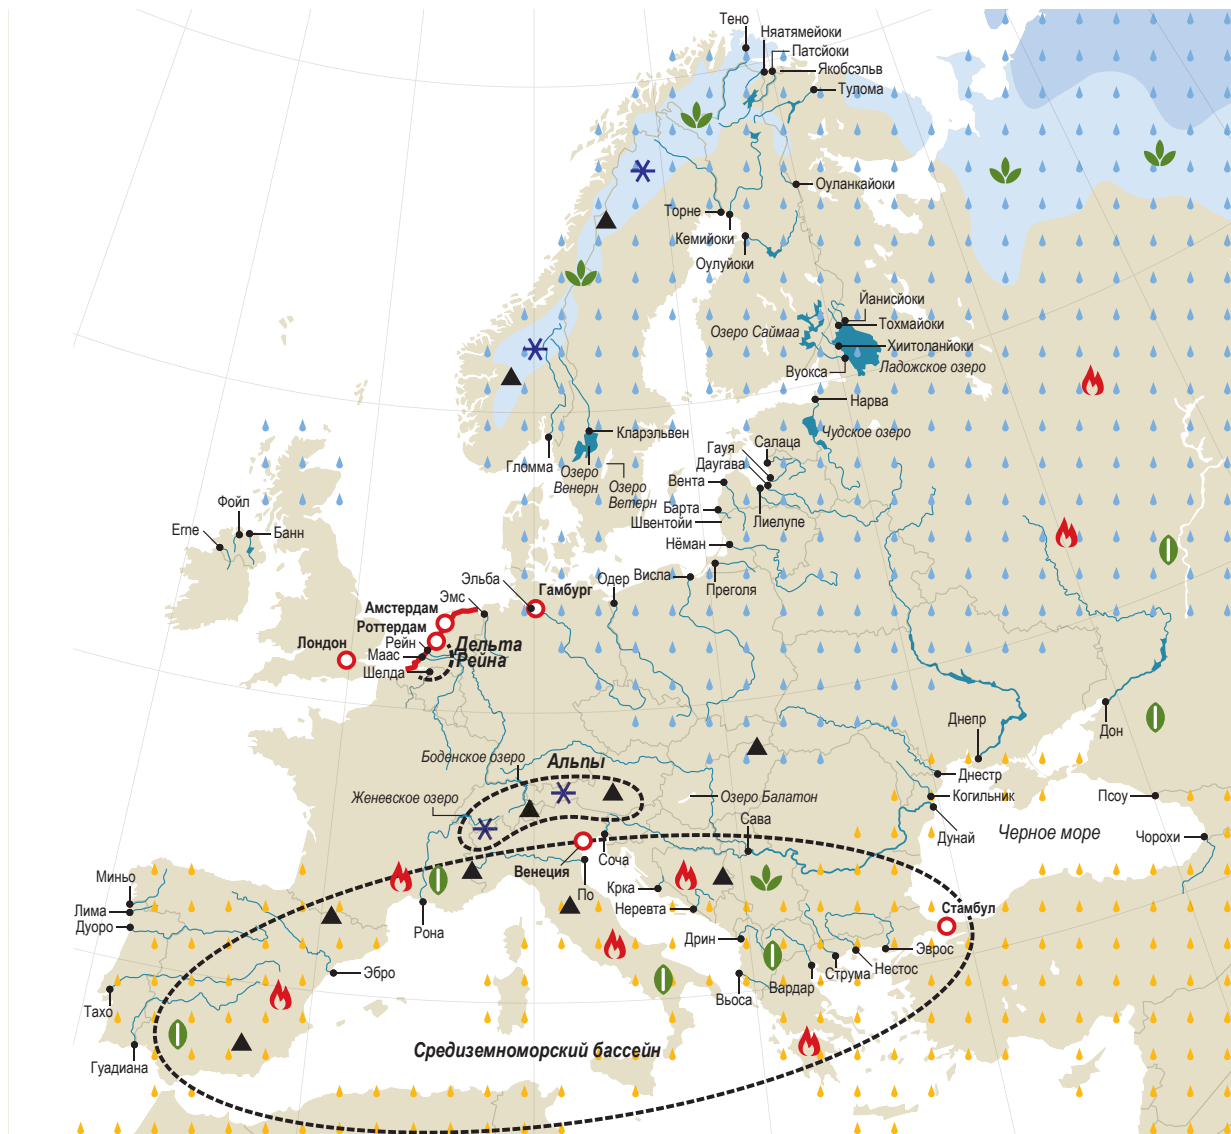 Тено
Няатямейоки
Патсйоки
Якобсэльв
Тулома
Оуланкайоки
Торне
Кемийоки
Оулуйоки
Йанисйоки
Озеро Саймаа
Тохмайоки
Хиитоланйоки
Вуокса
Ладожское озеро
Нарва
Чудское озеро
Кларэльвен
Гломма
Озеро
Венерн
Озеро
Ветерн
Гауя
Салаца
Даугава
Вента
Барта
Швентойи
Лиелупе
Нёман
Фойл
Erne
Банн
Эльба
Гамбург
Одер
Висла
Преголя
Эмс
Амстердам
Роттердам
Лондон
Рейн
Маас
Шелда
Дельта
Рейна
Днепр
Дон
Боденское озеро
Альпы
Женевское озеро
Озеро Балатон
Днестр
Когильник
Псоу
Дунай
Черное море
Чорохи
Сава
Соча
Венеция
По
Крка
Неревта
Миньо
Лима
Дуоро
Рона
Стамбул
Дрин
Эврос
Нестос
Струма
Вардар
Вьоса
Эбро
Тахо
Гуадиана
Средиземноморский бассейн